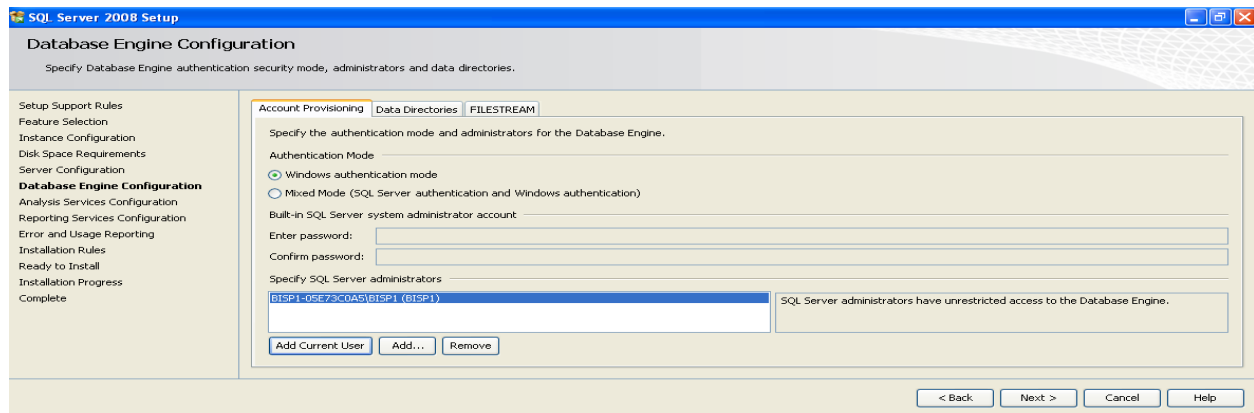 SQL Server 2008 Setup
Database Engine Configuration
Specify Database Engine authentication security mode, administrators and data directories.
Setup Support Rules
Feature Selection
Instance Configuration
Disk Space Requirements
Server Configuration
Database Engine Configuration
Analysis Services Configuration
Reporting Services Configuration
Error and Usage Reporting
Installation Rules
Ready to Install
Installation Progress
Complete
Account Provisioning Data Directories FILESTREAM
Specify the authentication mode and administrators for the Database Engine.
Authentication Mode
Windows authentication mode
Mixed Mode (SQL Server authentication and Windows authentication)
Built-in SQL Server system administrator account
Enter password:
Confirm password:
Specify SQL Server administrators
BISP1-05E73C0A5\BISP1 (BISP1)
SQL Server administrators have unrestricted access to the Database Engine.
Add Current User Add... Remove
< Back Next > Cancel Help